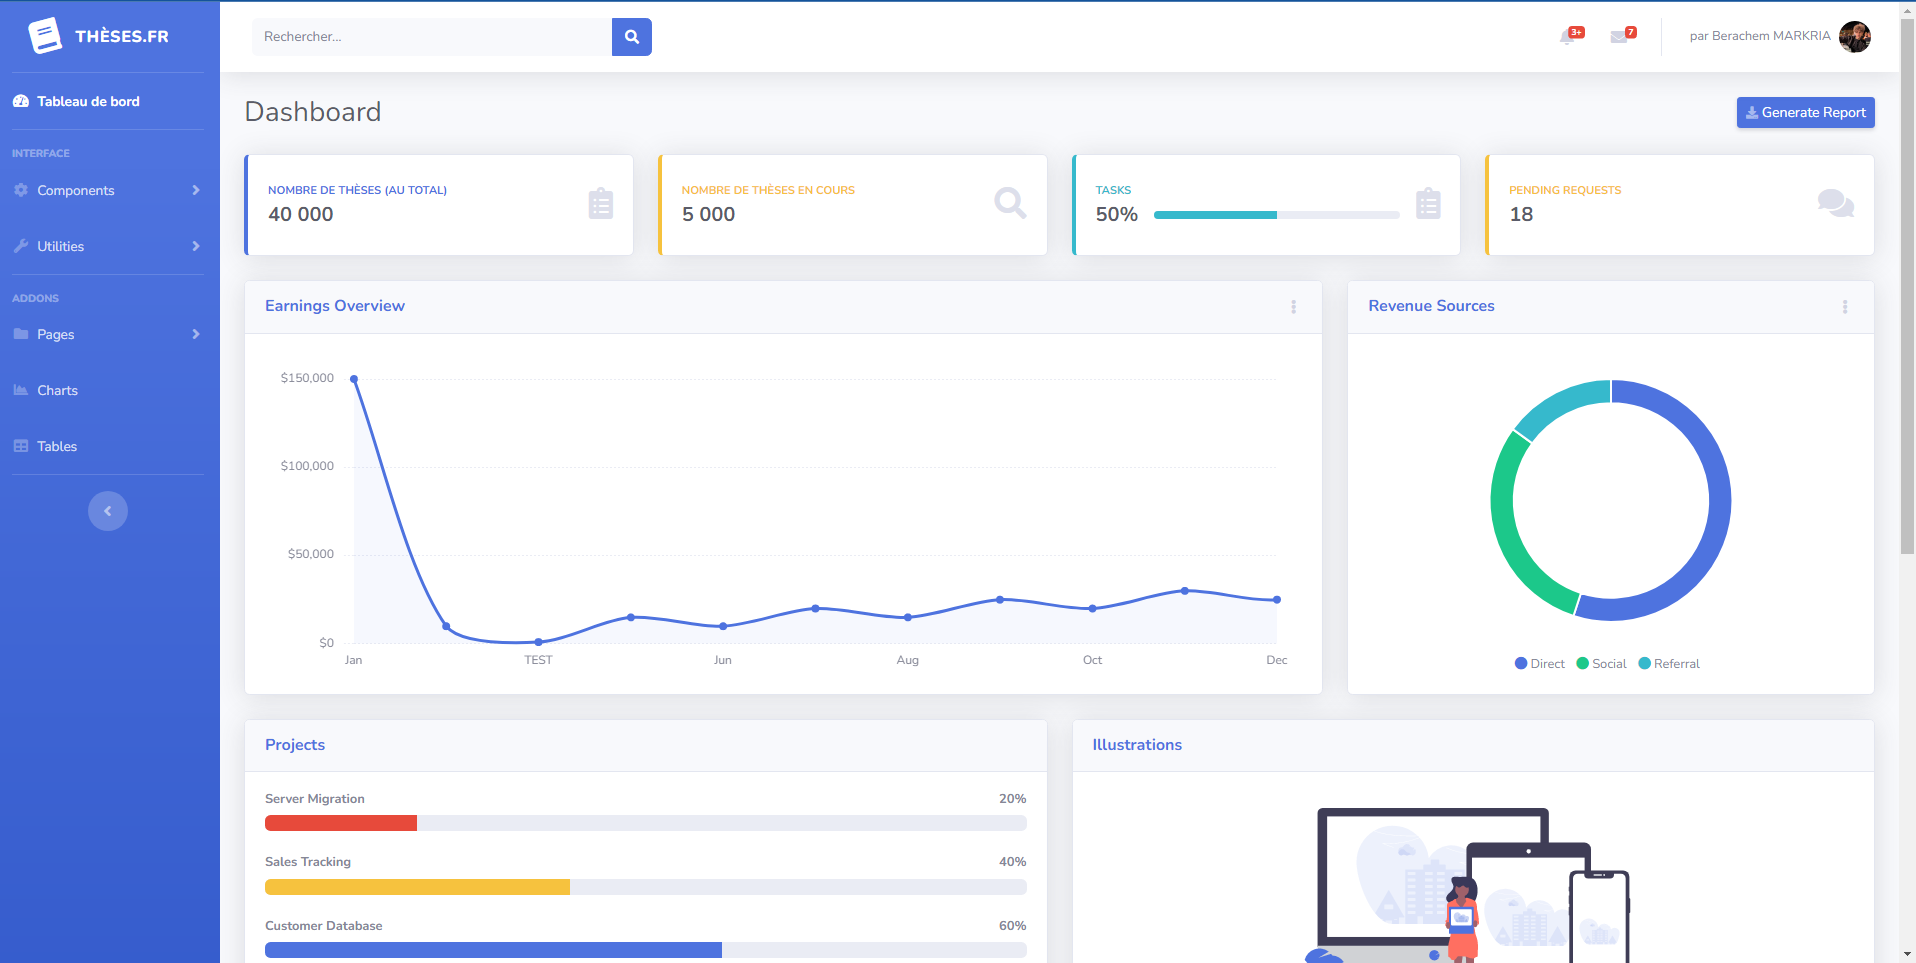 THÈSES.FR
Rechercher...
3+
7
par Berachem MARKRIA
Tableau de bord
INTERFACE
Components
Utilities
ADDONS
Pages
Charts
Tables
Dashboard
Generate Report
NOMBRE DE THÈSES (AU TOTAL)
40 000
NOMBRE DE THÈSES EN COURS
5 000
TASKS
50%
PENDING REQUESTS
18
Earnings Overview
$150,000
$100,000
$50,000
$0
Jan TEST Jun Aug Oct Dec
Revenue Sources
Direct Social Referral
Projects
Server Migration 20%
Sales Tracking 40%
Customer Database 60%
Illustrations